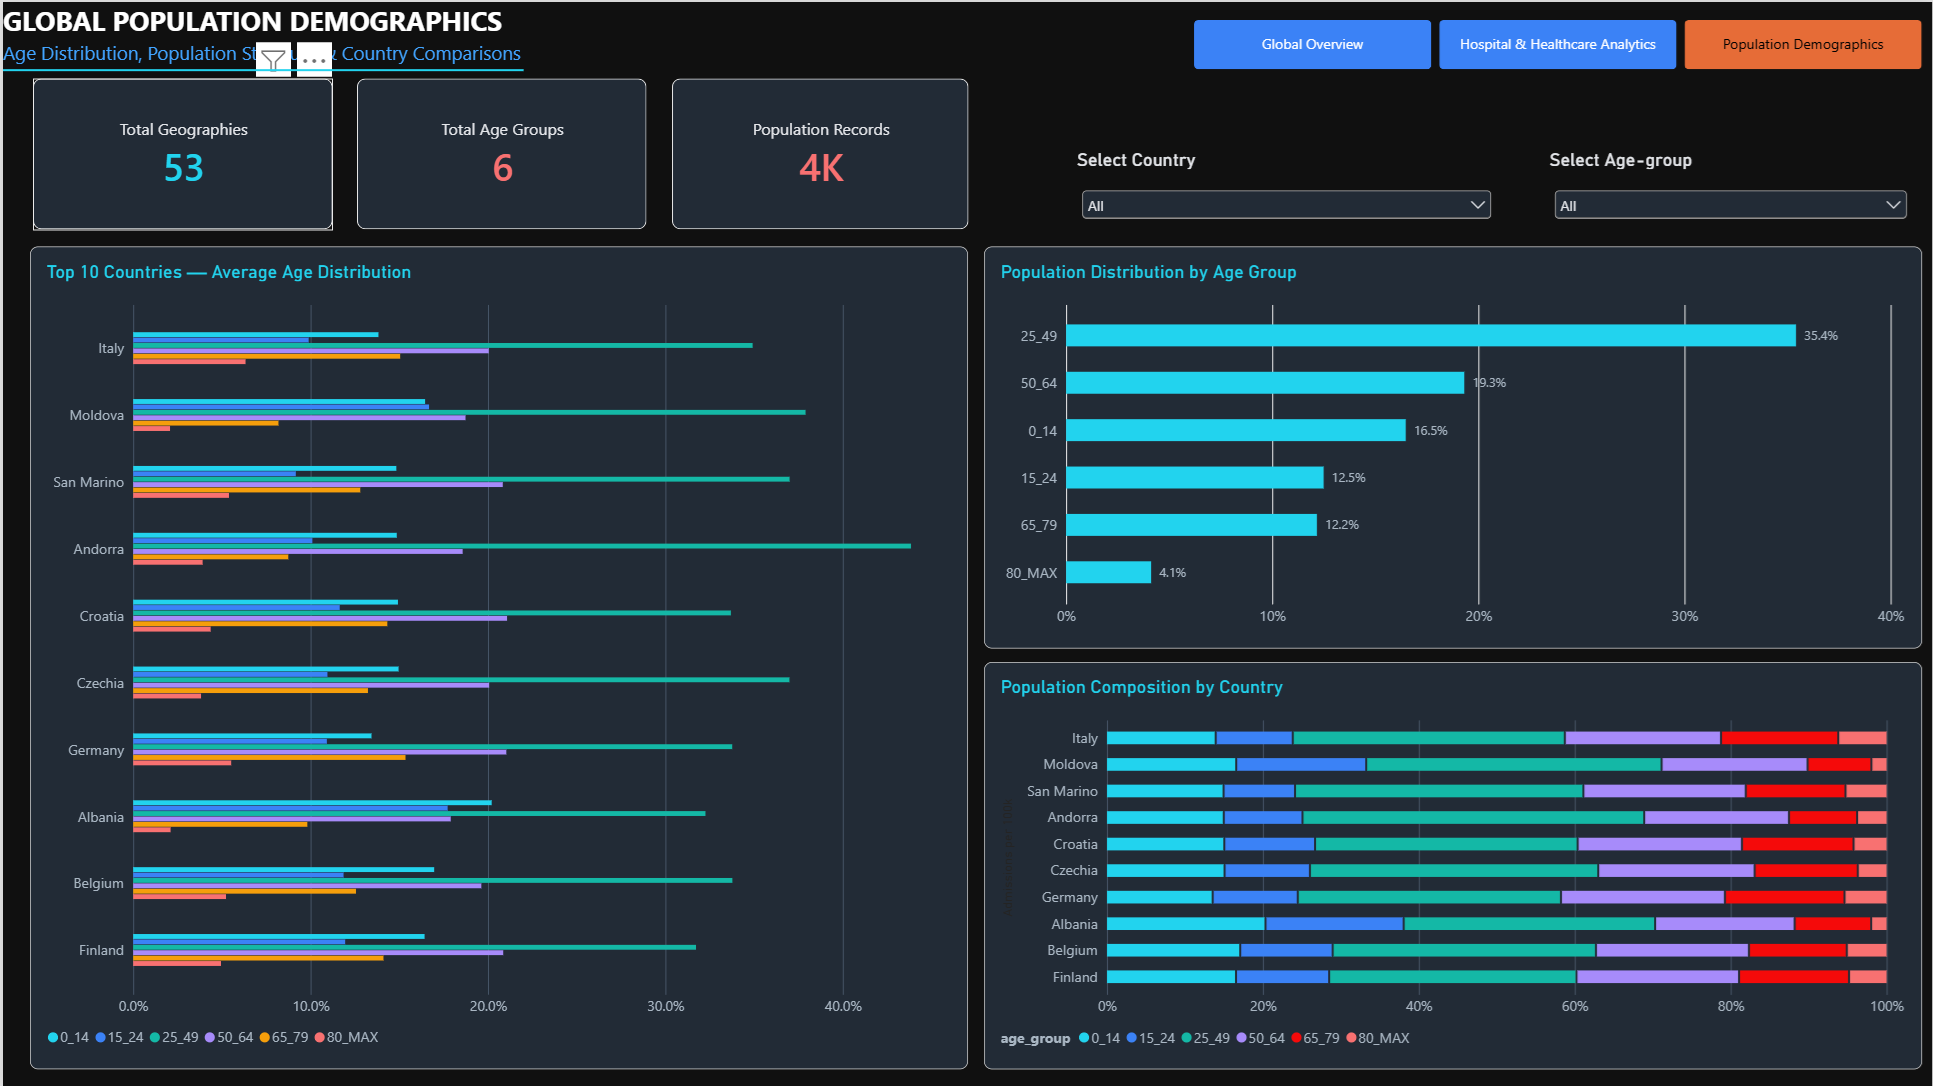 GLOBAL POPULATION DEMOGRAPHICS
Age Distribution, Population & Country Comparisons
Global Overview
Hospital & Healthcare Analytics
Population Demographics
Total Geographies
53
Total Age Groups
6
Population Records
4K
Select Country
All
Select Age-group
All
Top 10 Countries — Average Age Distribution
Italy
Moldova
San Marino
Andorra
Croatia
Czechia
Germany
Albania
Belgium
Finland
0.0% 10.0% 20.0% 30.0% 40.0%
0_14 15_24 25_49 50_64 65_79 80_MAX
Population Distribution by Age Group
25_49 35.4%
50_64 19.3%
0_14 16.5%
15_24 12.5%
65_79 12.2%
80_MAX 4.1%
0% 10% 20% 30% 40%
Population Composition by Country
Italy
Moldova
San Marino
Andorra
Croatia
Czechia
Germany
Albania
Belgium
Finland
0% 20% 40% 60% 80% 100%
age_group 0_14 15_24 25_49 50_64 65_79 80_MAX